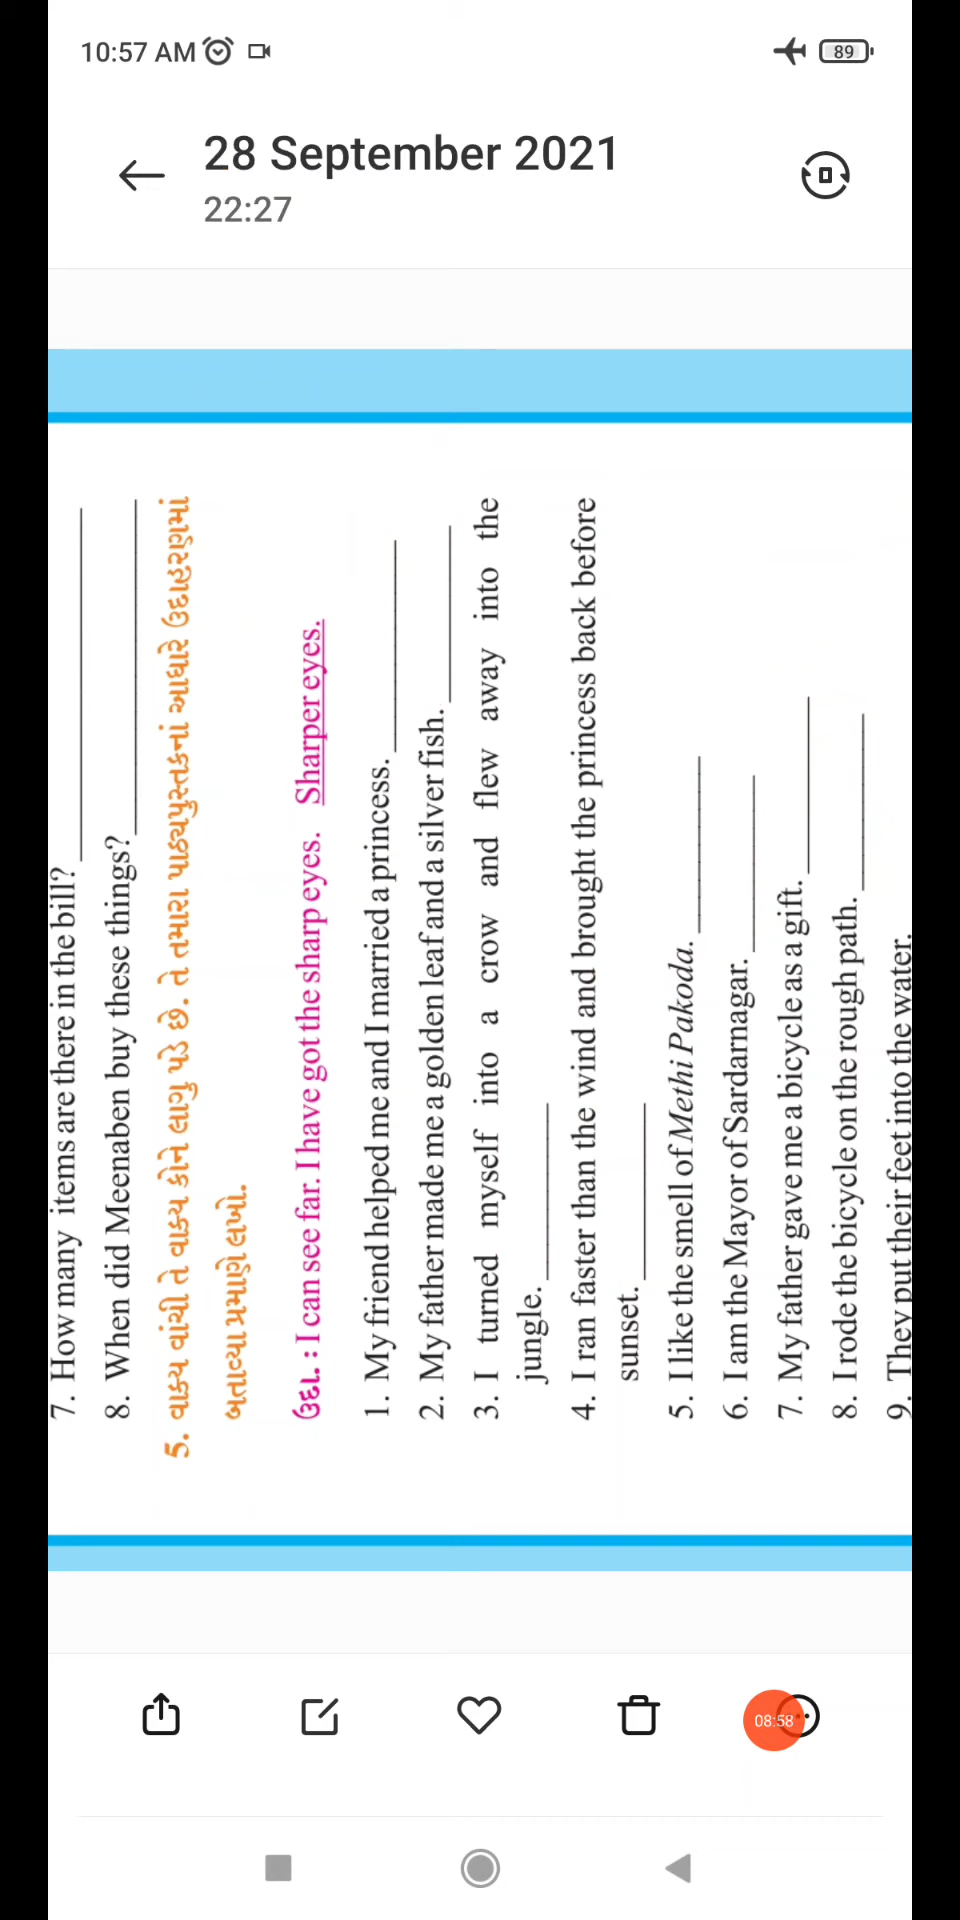 10:57 AM
89
28 September 2021
22:27
7. How many items are there in the bill?
8. When did Meenaben buy these things?
5. વાક્ય વાંચી તે વાક્ય કોને લાગુ પડે છે. તે તમારા પાઠ્યપુસ્તકનાં આધારે ઉદાહરણમાં
બતાવ્યા પ્રમાણે લખો.
ઉદા. : I can see far. I have got the sharp eyes. Sharper eyes.
1. My friend helped me and I married a princess.
2. My father made me a golden leaf and a silver fish.
3. I turned myself into a crow and flew away into the
jungle.
4. I ran faster than the wind and brought the princess back before
sunset.
5. I like the smell of Methi Pakoda.
6. I am the Mayor of Sardarnagar.
7. My father gave me a bicycle as a gift.
8. I rode the bicycle on the rough path.
9. They put their feet into the water.
08:58